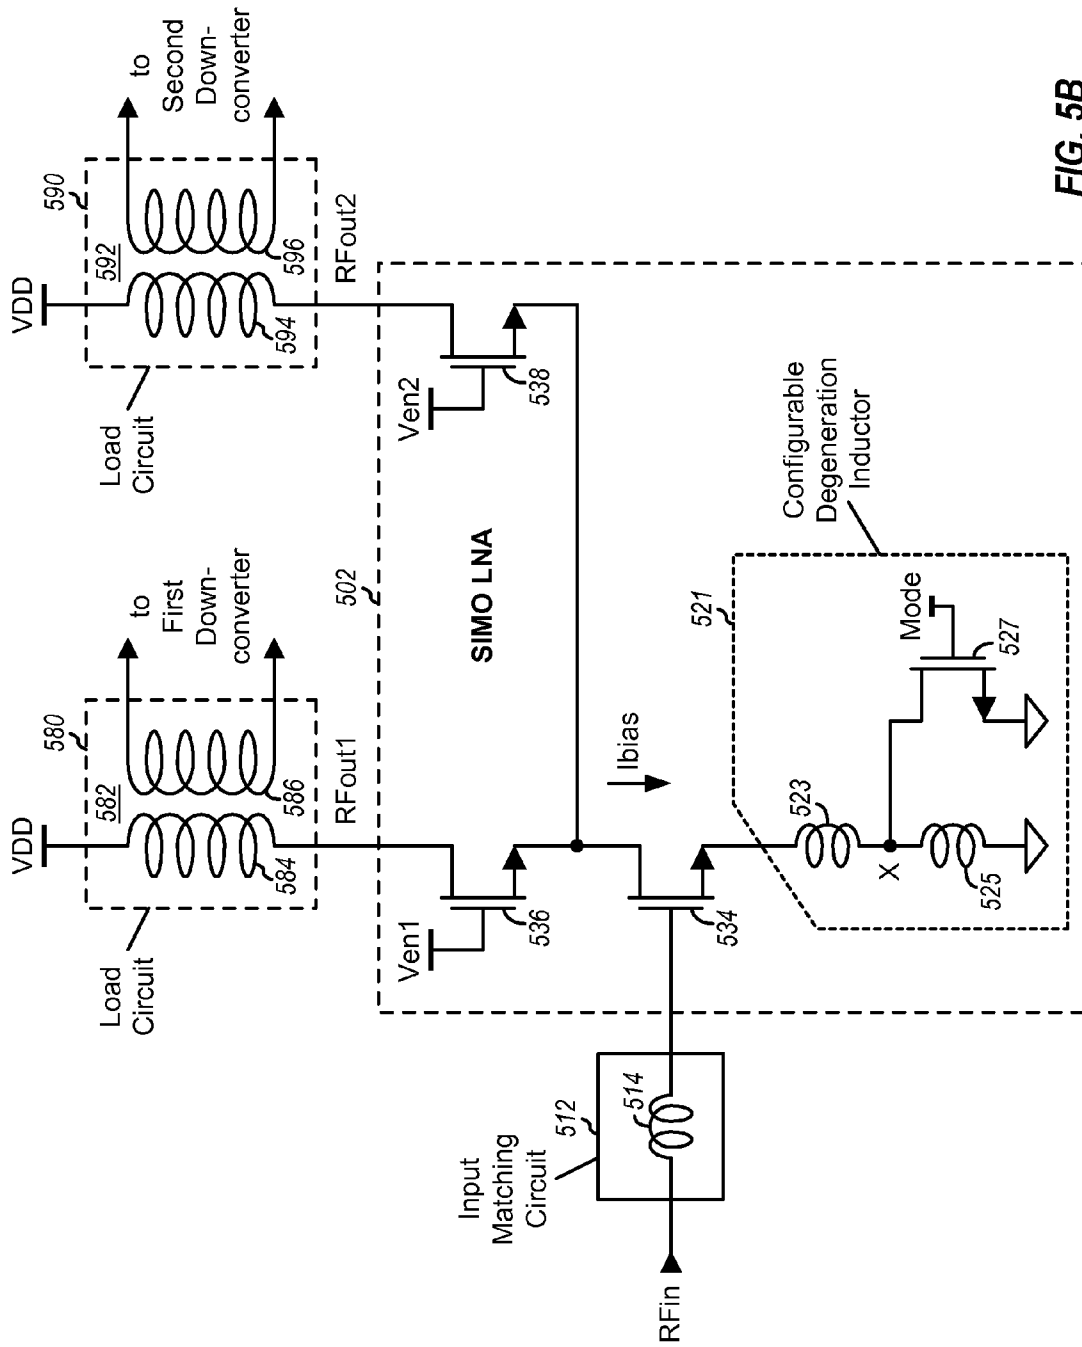 VDD
VDD
580
590
582
592
584
586
594
596
Load
Circuit
Load
Circuit
to
First
Down-
converter
to
Second
Down-
converter
RFout1
RFout2
502
SIMO LNA
Ven1
536
Ven2
538
Ibias
Input
Matching
Circuit
512
514
RFin
534
521
523
X
525
Mode
527
Configurable
Degeneration
Inductor
FIG. 5B